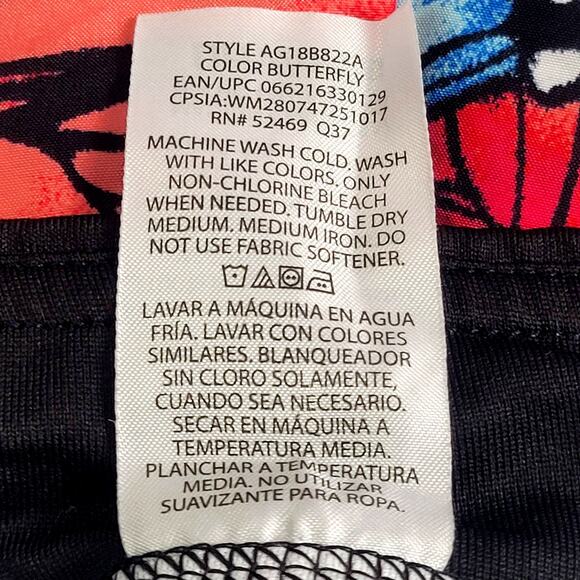 STYLE AG18B822A
COLOR BUTTERFLY
EAN/UPC 066216330129
CPSIA:WM280747251017
RN# 52469 Q37
MACHINE WASH COLD. WASH
WITH LIKE COLORS. ONLY
NON-CHLORINE BLEACH
WHEN NEEDED. TUMBLE DRY
MEDIUM. MEDIUM IRON. DO
NOT USE FABRIC SOFTENER.
LAVAR A MÁQUINA EN AGUA
FRÍA. LAVAR CON COLORES
SIMILARES. BLANQUEADOR
SIN CLORO SOLAMENTE,
CUANDO SEA NECESARIO.
SECAR EN MÁQUINA A
TEMPERATURA MEDIA.
PLANCHAR A TEMPERATURA
MEDIA. NO UTILIZAR
SUAVIZANTE PARA ROPA.